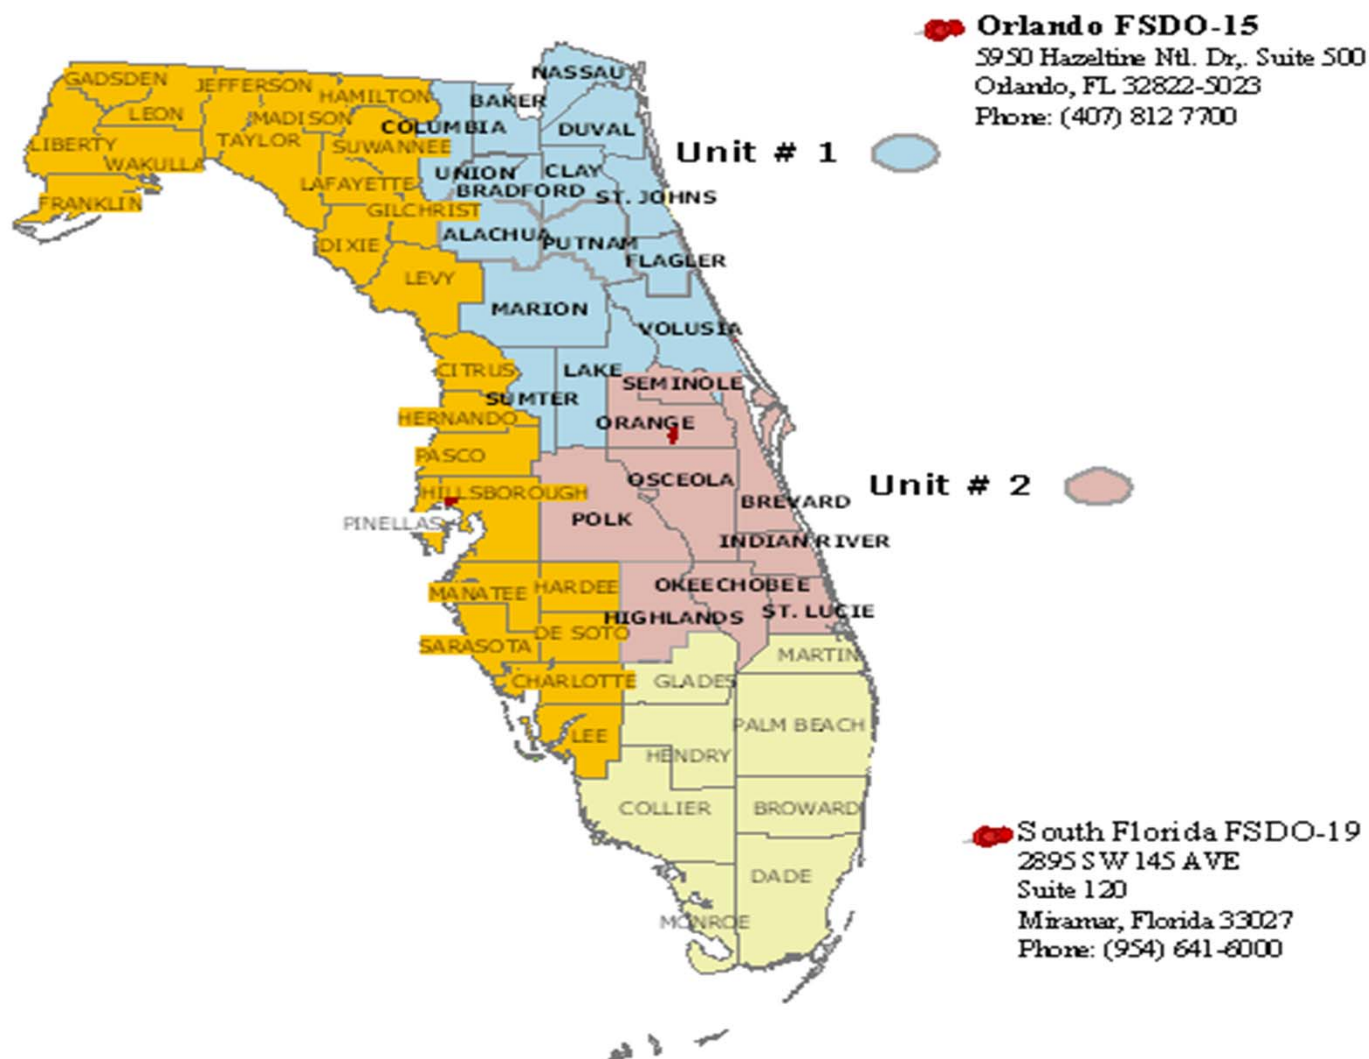 Orlando FSDO-15
5950 Hazeltine Ntl. Dr,. Suite 500
Orlando, FL 32822-5023
Phone: (407) 812 7700
Unit # 1
NASSAU
GADSDEN
JEFFERSON
HAMILTON
BAKER
LEON
MADISON
COLUMBIA
DUVAL
LIBERTY
TAYLOR
SUWANNEE
WAKULLA
UNION
CLAY
LAFAYETTE
BRADFORD
ST. JOHNS
FRANKLIN
GILCHRIST
DIXIE
ALACHUA
PUTNAM
FLAGLER
LEVY
MARION
VOLUSIA
CITRUS
LAKE
SEMINOLE
SUMTER
HERNANDO
ORANGE
PASCO
OSCEOLA
Unit # 2
HILLSBOROUGH
BREVARD
PINELLAS
POLK
INDIAN RIVER
MANATEE
HARDEE
OKEECHOBEE
HIGHLANDS
ST. LUCIE
SARASOTA
DE SOTO
MARTIN
CHARLOTTE
GLADES
LEE
PALM BEACH
HENDRY
COLLIER
BROWARD
DADE
MONROE
South Florida FSDO-19
2895 SW 145 AVE
Suite 120
Miramar, Florida 33027
Phone: (954) 641-6000